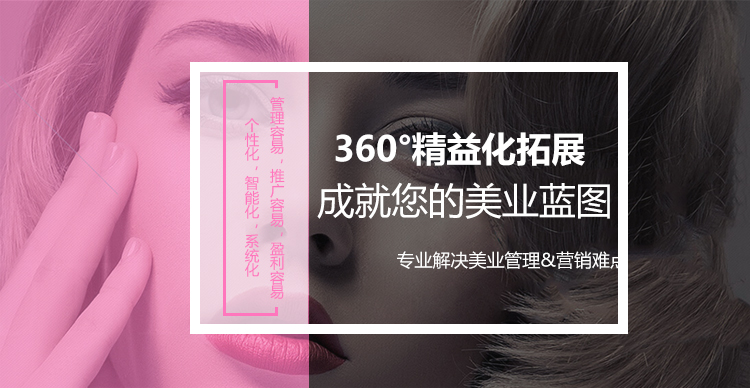 管理容易，推广容易，盈利容易
个性化，智能化，系统化
360°精益化拓展
成就您的美业蓝图
专业解决美业管理&营销难点